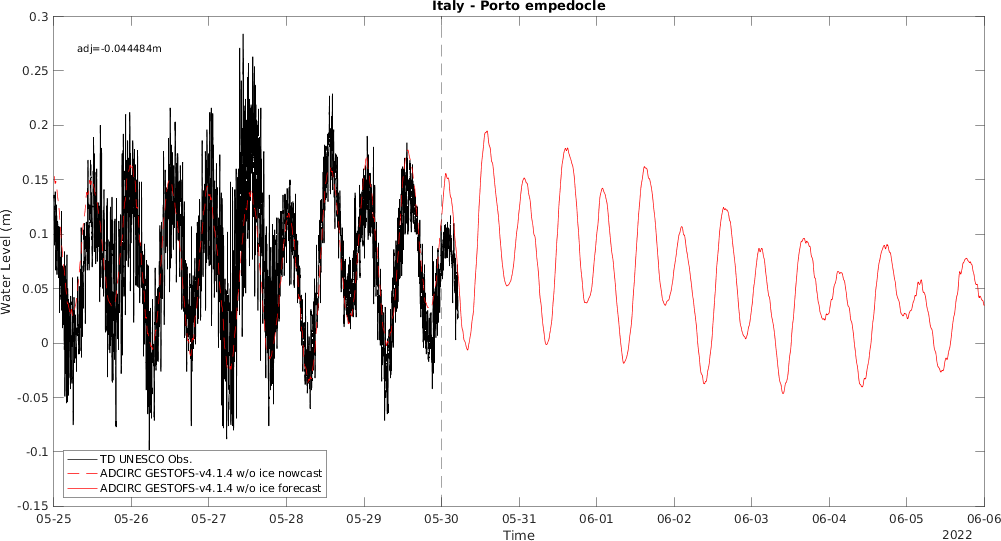 Italy - Porto empedocle
adj=-0.044484m
0.3
0.25
0.2
0.15
0.1
0.05
0
-0.05
-0.1
-0.15
Water Level (m)
TD UNESCO Obs.
ADCIRC GESTOFS-v4.1.4 w/o ice nowcast
ADCIRC GESTOFS-v4.1.4 w/o ice forecast
05-25 05-26 05-27 05-28 05-29 05-30 05-31 06-01 06-02 06-03 06-04 06-05 06-06
Time
2022